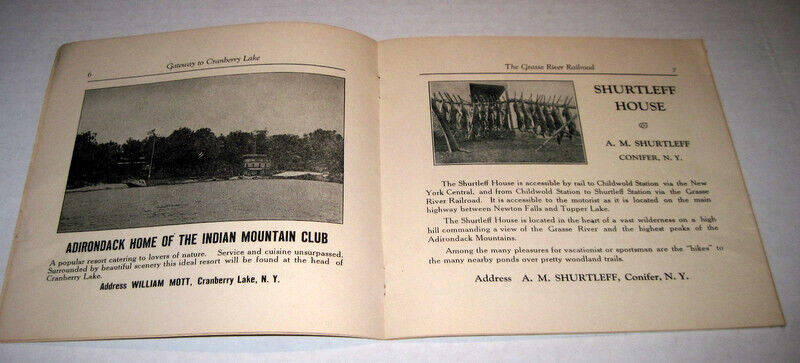 6
Gateway to Cranberry Lake
ADIRONDACK HOME OF THE INDIAN MOUNTAIN CLUB
A popular resort catering to lovers of nature. Service and cuisine unsurpassed.
Surrounded by beautiful scenery this ideal resort will be found at the head of
Cranberry Lake.
Address WILLIAM MOTT, Cranberry Lake, N. Y.
The Grasse River Railroad
7
SHURTLEFF
HOUSE
A. M. SHURTLEFF
CONIFER, N. Y.
The Shurtleff House is accessible by rail to Childwold Station via the New
York Central, and from Childwold Station to Shurtleff Station via the Grasse
River Railroad. It is accessible to the motorist as it is located on the main
highway between Newton Falls and Tupper Lake.
The Shurtleff House is located in the heart of a vast wilderness on a high
hill commanding a view of the Grasse River and the highest peaks of the
Adirondack Mountains.
Among the many pleasures for vacationist or sportsman are the "hikes" to
the many nearby ponds over pretty woodland trails.
Address A. M. SHURTLEFF, Conifer, N. Y.